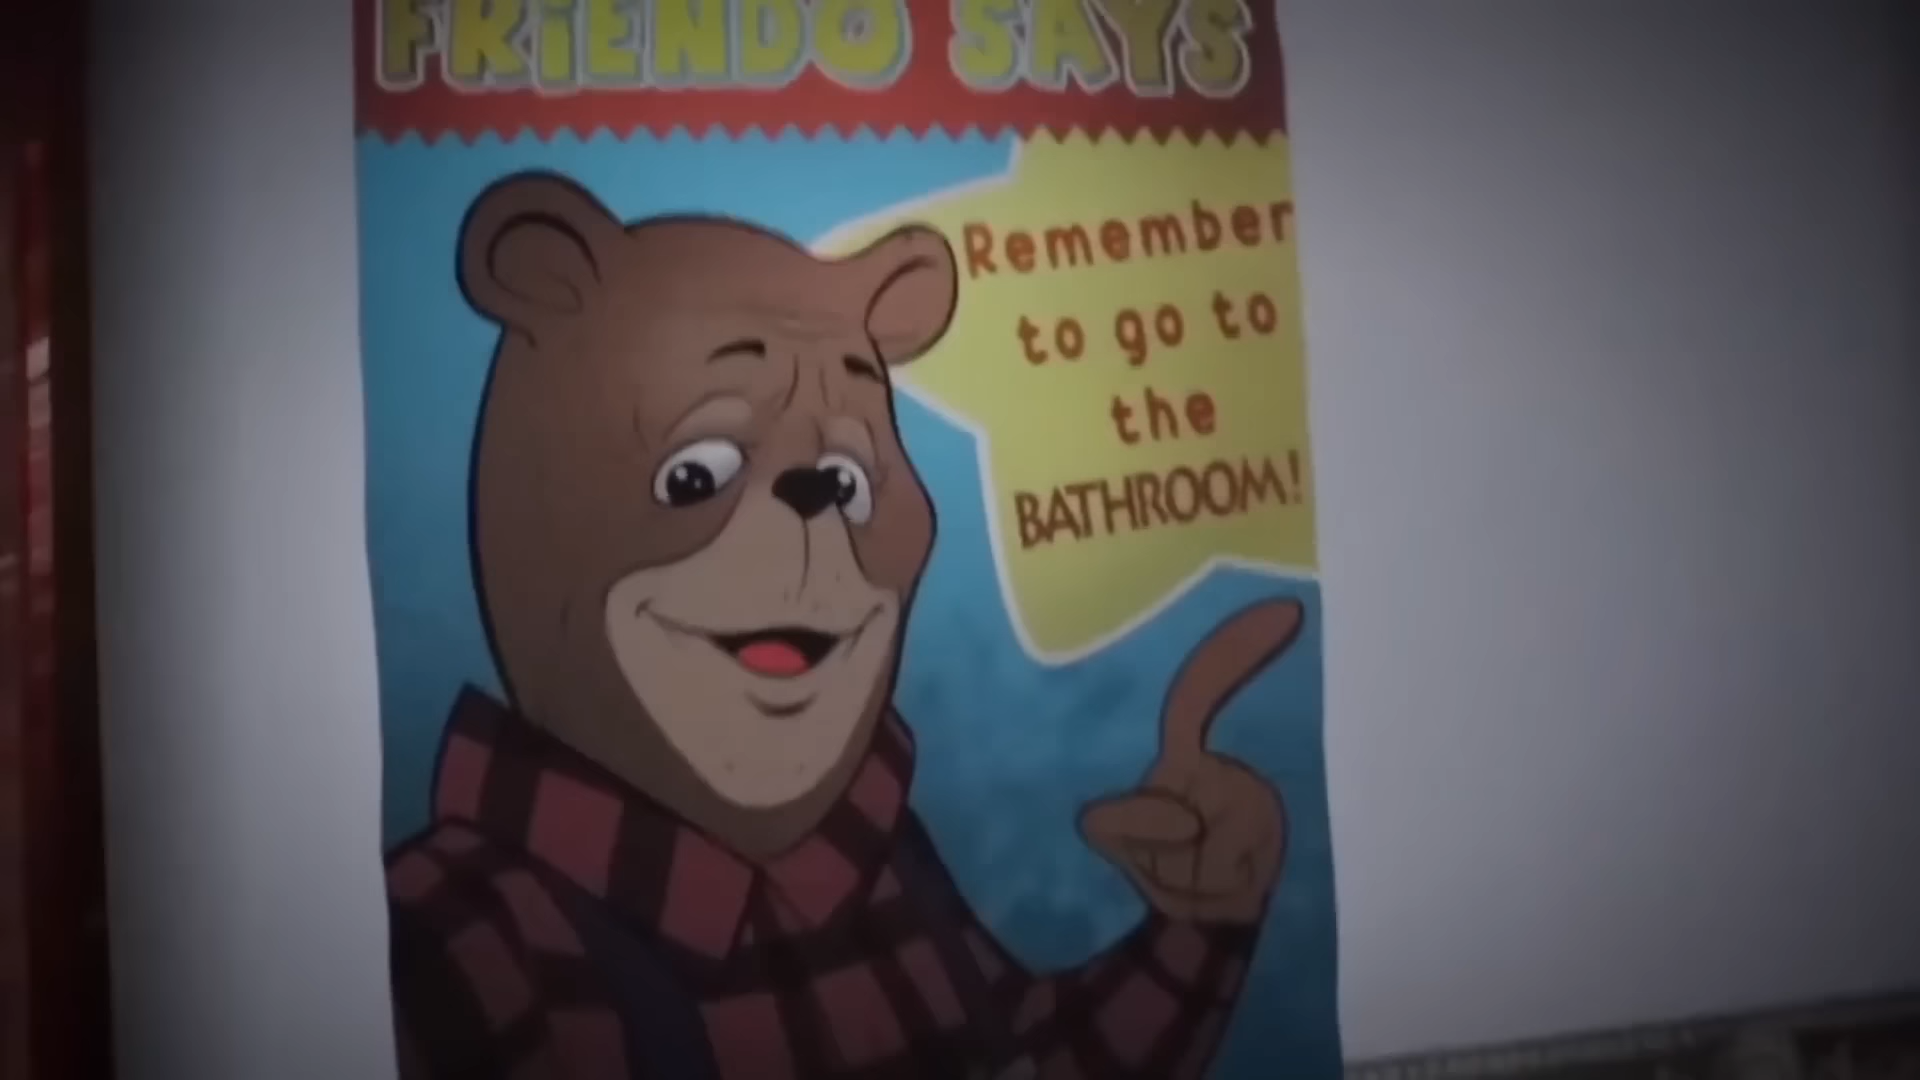 FRiENDO SAYS
Remember
to go to
the
BATHROOM!